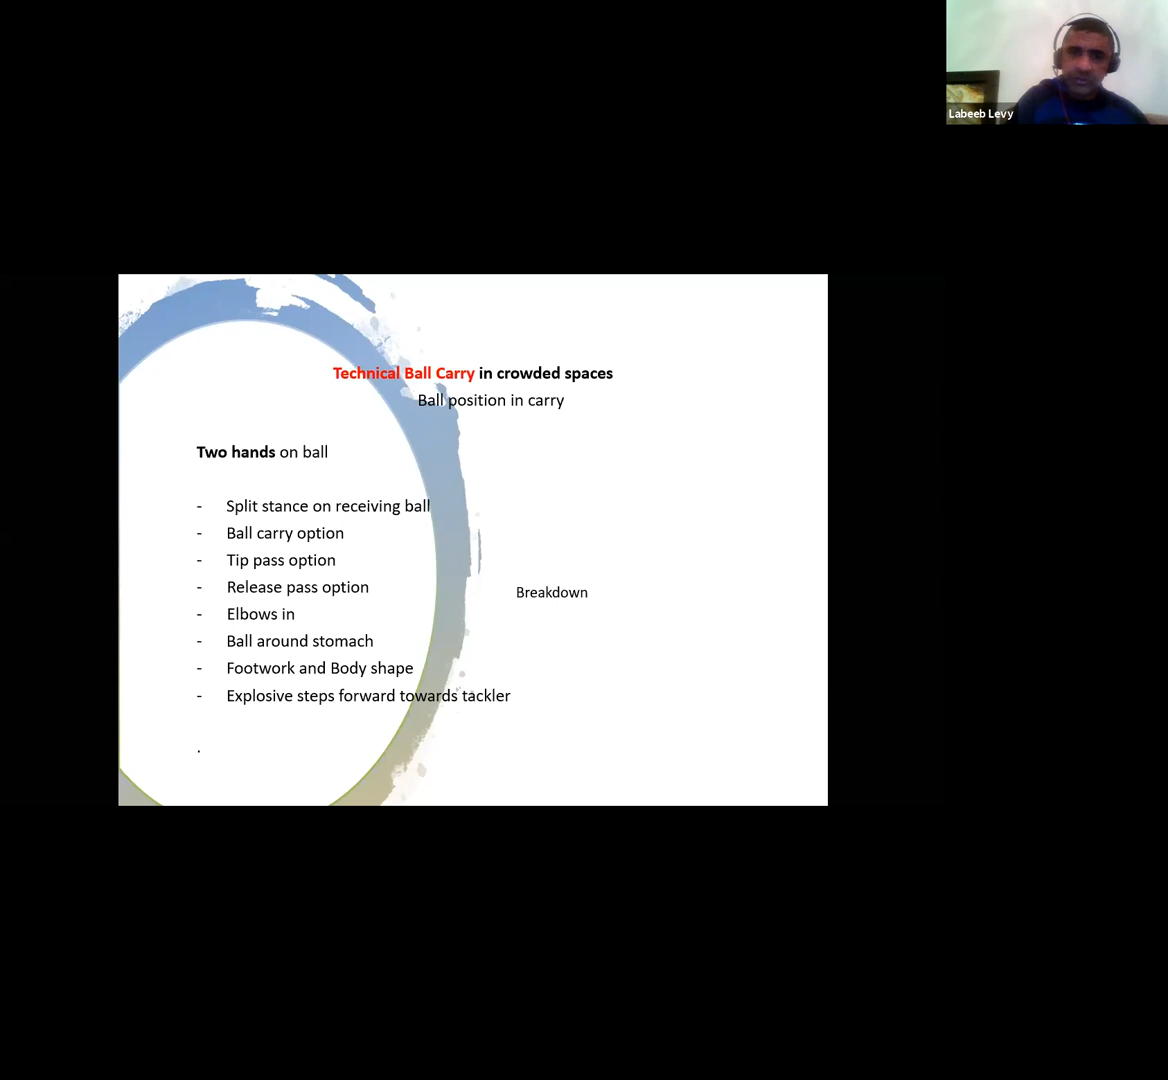 Labeeb Levy
Technical Ball Carry in crowded spaces
Ball position in carry
Two hands on ball
- Split stance on receiving ball
- Ball carry option
- Tip pass option
- Release pass option
- Elbows in
- Ball around stomach
- Footwork and Body shape
- Explosive steps forward towards tackler
.
Breakdown